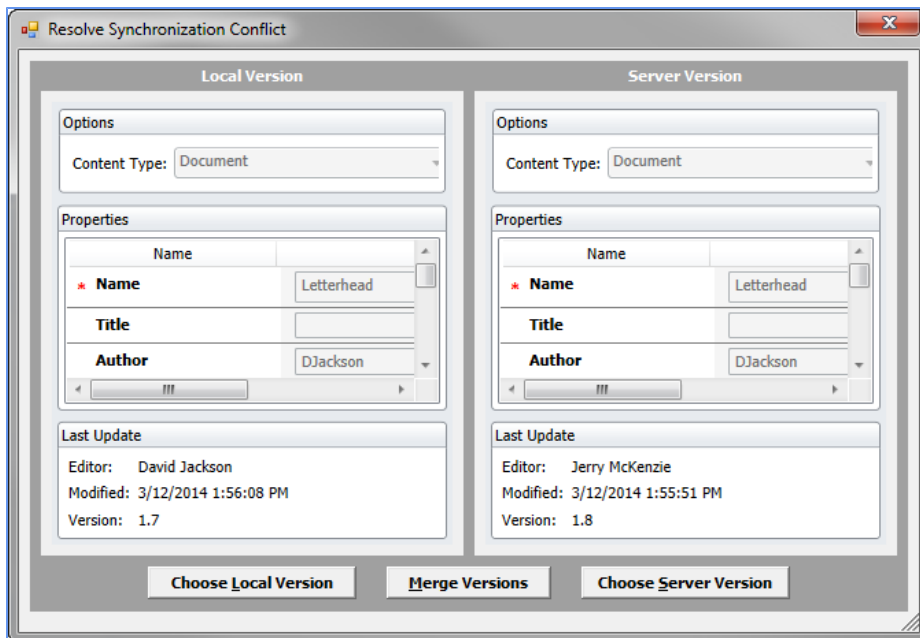 Resolve Synchronization Conflict
Local Version
Options
Content Type: Document
Properties
Name
* Name Letterhead
Title
Author DJackson
Last Update
Editor: David Jackson
Modified: 3/12/2014 1:56:08 PM
Version: 1.7
Server Version
Options
Content Type: Document
Properties
Name
* Name Letterhead
Title
Author DJackson
Last Update
Editor: Jerry McKenzie
Modified: 3/12/2014 1:55:51 PM
Version: 1.8
Choose Local Version
Merge Versions
Choose Server Version